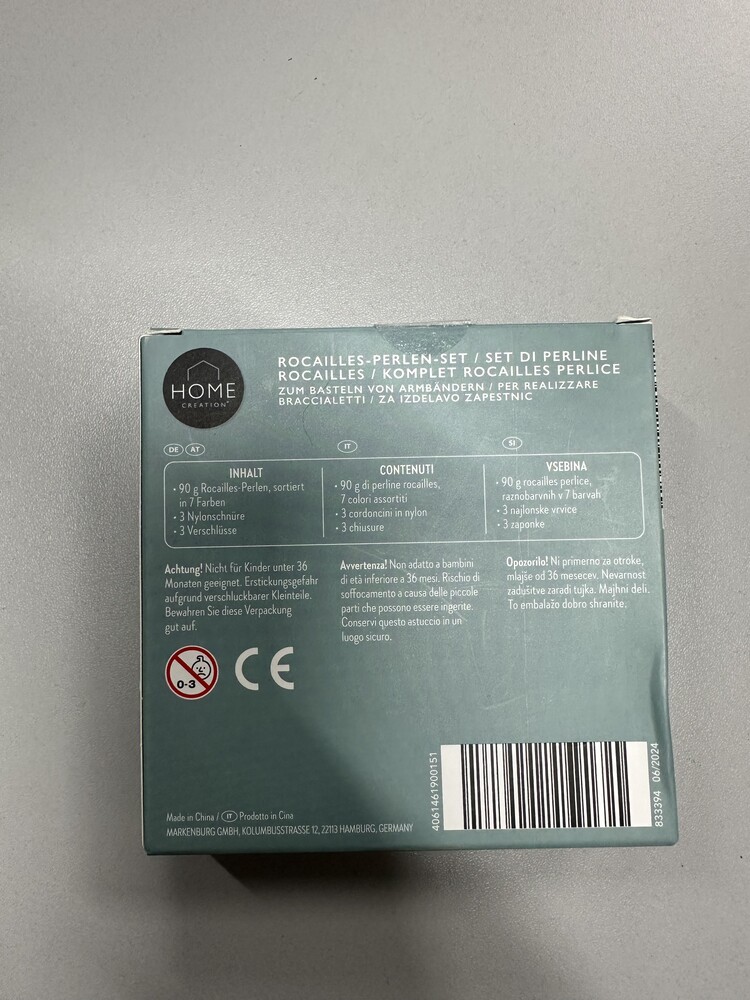 HOME
CREATION
ROCAILLES-PERLEN-SET / SET DI PERLINE
ROCAILLES / KOMPLET ROCAILLES PERLICE
ZUM BASTELN VON ARMBÄNDERN / PER REALIZZARE
BRACCIALETTI / ZA IZDELAVO ZAPESTNIC
DE AT
INHALT
• 90 g Rocailles-Perlen, sortiert
in 7 Farben
• 3 Nylonschnüre
• 3 Verschlüsse
IT
CONTENUTI
• 90 g di perline rocailles,
7 colori assortiti
• 3 cordoncini in nylon
• 3 chiusure
SI
VSEBINA
• 90 g rocailles perlice,
raznobarvnih v 7 barvah
• 3 najlonske vrvice
• 3 zaponke
Achtung! Nicht für Kinder unter 36
Monaten geeignet. Erstickungsgefahr
aufgrund verschluckbarer Kleinteile.
Bewahren Sie diese Verpackung
gut auf.
Avvertenza! Non adatto a bambini
di età inferiore a 36 mesi. Rischio di
soffocamento a causa delle piccole
parti che possono essere ingerite.
Conservi questo astuccio in un
luogo sicuro.
Opozorilo! Ni primerno za otroke,
mlajše od 36 mesecev. Nevarnost
zadušitve zaradi tujka. Majhni deli.
To embalažo dobro shranite.
0-3
CE
Made in China / IT Prodotto in Cina
MARKENBURG GMBH, KOLUMBUSSTRASSE 12, 22113 HAMBURG, GERMANY
4061461900151
833394 06/2024